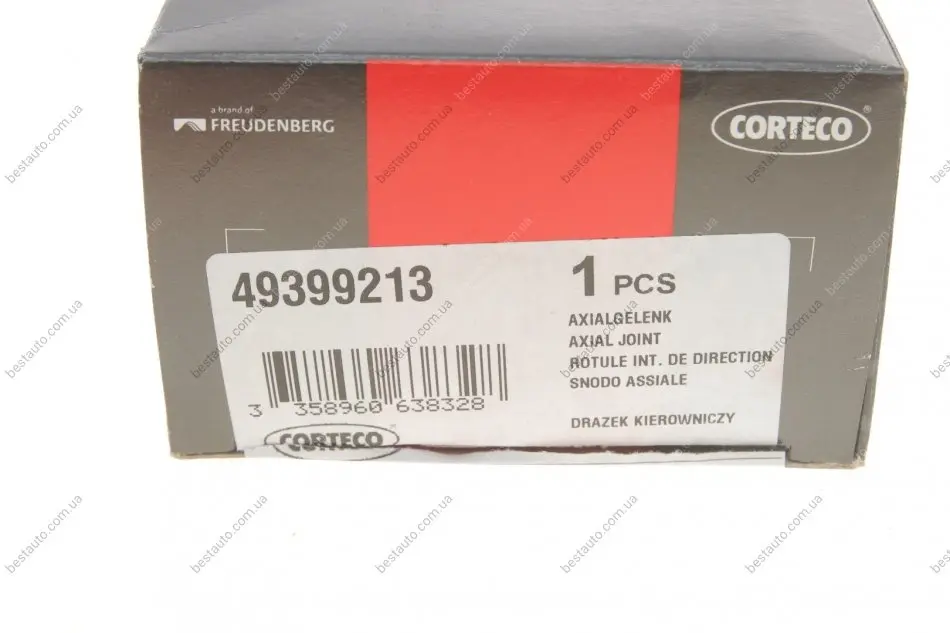 a brand of
FREUDENBERG
CORTECO®
49399213
1 PCS
AXIALGELENK
AXIAL JOINT
ROTULE INT. DE DIRECTION
SNODO ASSIALE
DRAZEK KIEROWNICZY
3 358960 638328
CORTECO®
bestauto.com.ua